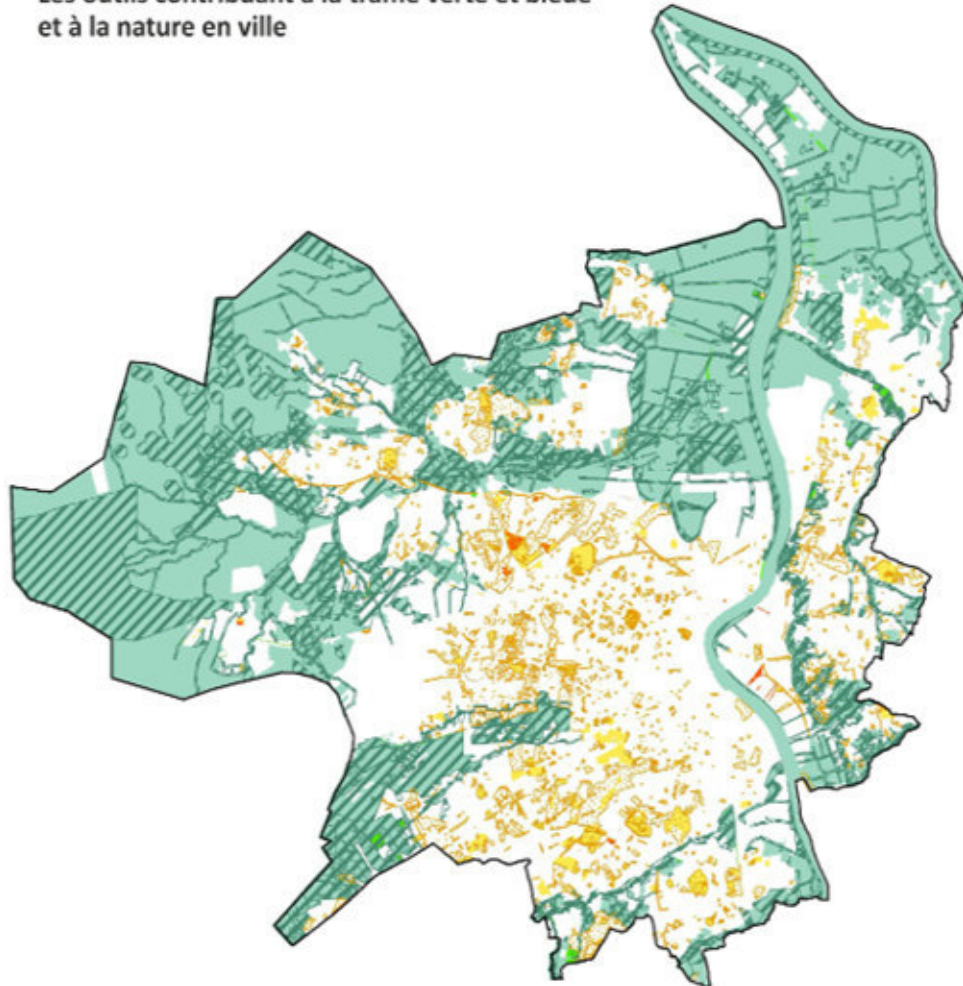 Les outils contribuant à la trame verte et bleue
et à la nature en ville